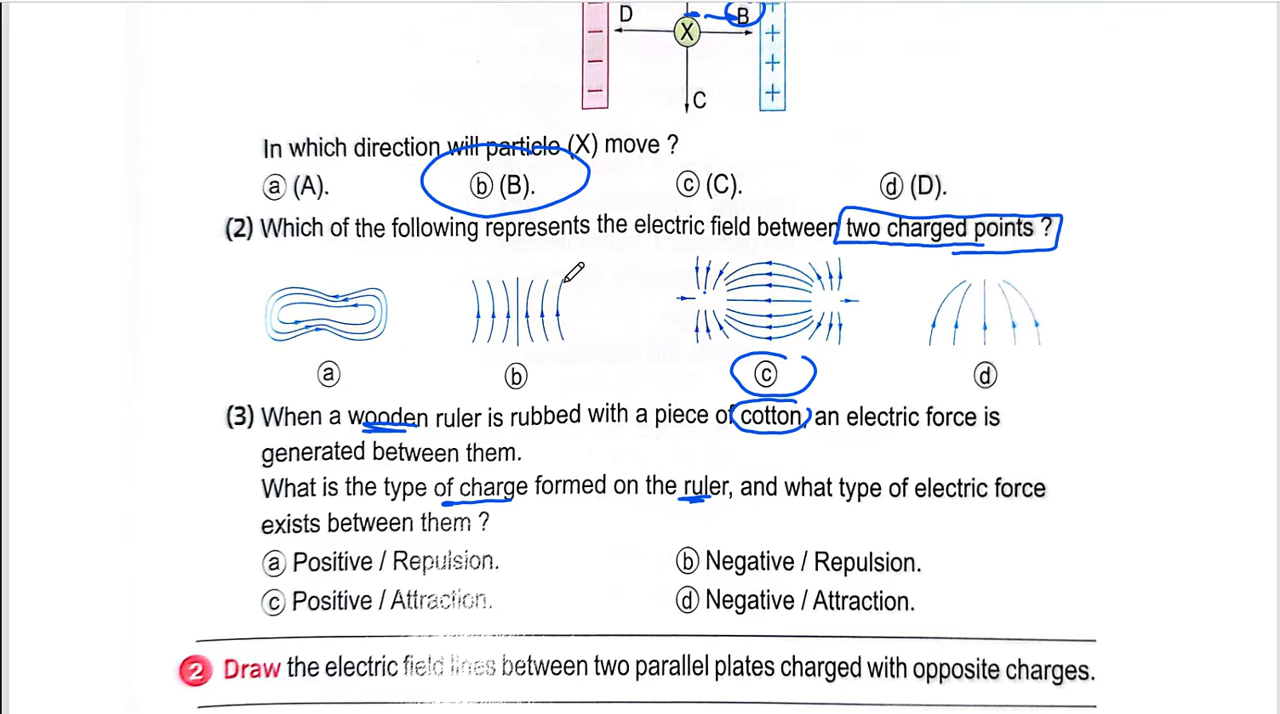 D B
X
C
In which direction will particle (X) move ?
a (A). b (B). c (C). d (D).
(2) Which of the following represents the electric field between two charged points ?
a b c d
(3) When a wooden ruler is rubbed with a piece of cotton, an electric force is
generated between them.
What is the type of charge formed on the ruler, and what type of electric force
exists between them ?
a Positive / Repulsion. b Negative / Repulsion.
c Positive / Attraction. d Negative / Attraction.
2 Draw the electric field lines between two parallel plates charged with opposite charges.